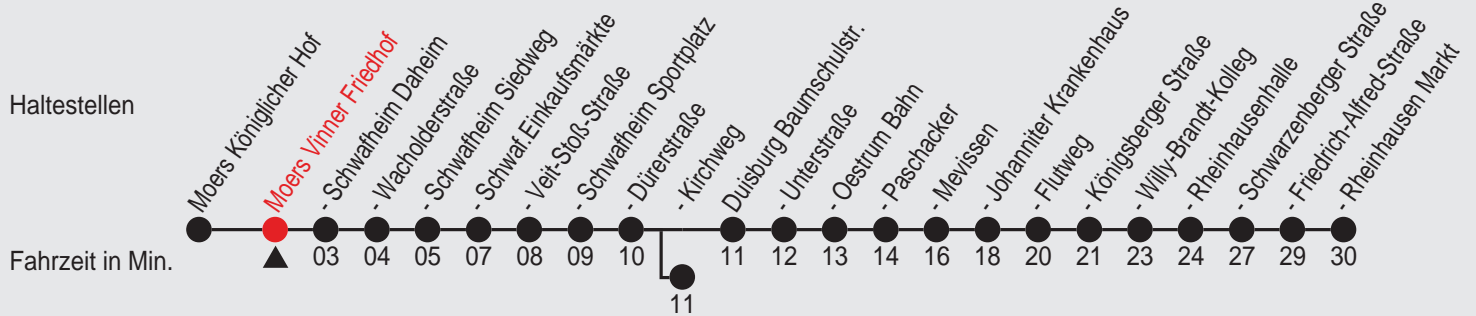 Haltestellen
Moers Königlicher Hof
Moers Vinner Friedhof
- Schwafheim Daheim
- Wacholderstraße
- Schwafheim Siedweg
- Schwaf.Einkaufsmärkte
- Veit-Stoß-Straße
- Schwafheim Sportplatz
- Dürerstraße
- Kirchweg
Duisburg Baumschulstr.
- Unterstraße
- Oestrum Bahn
- Paschacker
- Mevissen
- Johanniter Krankenhaus
- Flutweg
- Königsberger Straße
- Willy-Brandt-Kolleg
- Rheinhausenhalle
- Schwarzenberger Straße
- Friedrich-Alfred-Straße
- Rheinhausen Markt
Fahrzeit in Min.
03 04 05 07 08 09 10 11 12 13 14 16 18 20 21 23 24 27 29 30
11